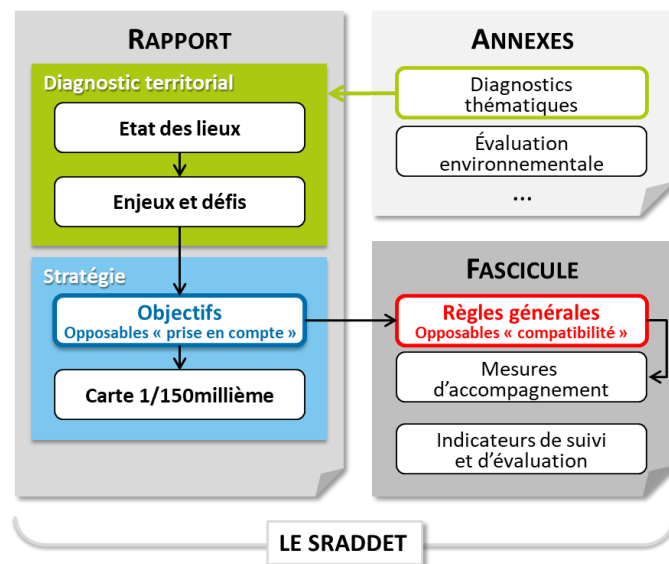 RAPPORT
Diagnostic territorial
Etat des lieux
Enjeux et défis
Stratégie
Objectifs
Opposables « prise en compte »
Carte 1/150millième
ANNEXES
Diagnostics
thématiques
Évaluation
environnementale
...
FASCICULE
Règles générales
Opposables « compatibilité »
Mesures
d’accompagnement
Indicateurs de suivi
et d’évaluation
LE SRADDET